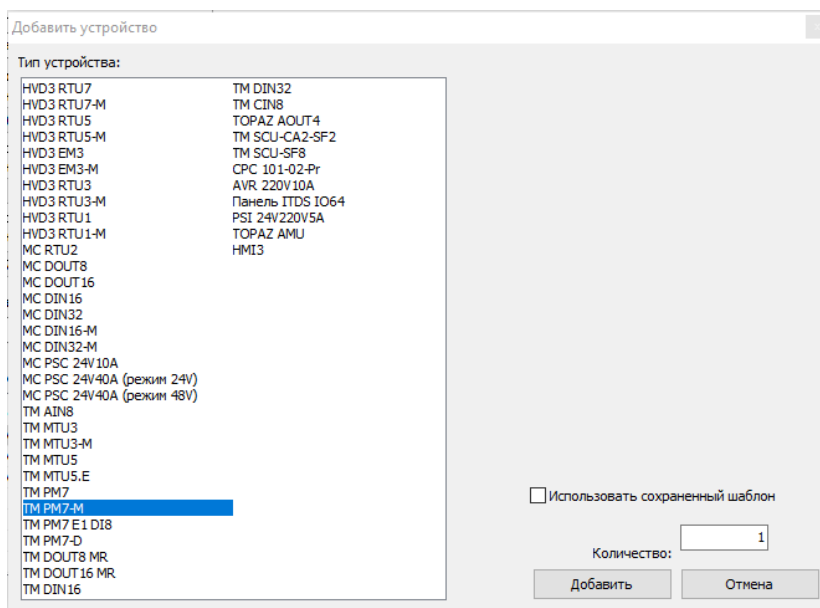 Добавить устройство
Тип устройства:
HVD3 RTU7
HVD3 RTU7-M
HVD3 RTU5
HVD3 RTU5-M
HVD3 EM3
HVD3 EM3-M
HVD3 RTU3
HVD3 RTU3-M
HVD3 RTU1
HVD3 RTU1-M
MC RTU2
MC DOUT8
MC DOUT16
MC DIN16
MC DIN32
MC DIN16-M
MC DIN32-M
MC PSC 24V10A
MC PSC 24V40A (режим 24V)
MC PSC 24V40A (режим 48V)
TM AIN8
TM MTU3
TM MTU3-M
TM MTU5
TM MTU5.E
TM PM7
TM PM7-M
TM PM7 E1 DI8
TM PM7-D
TM DOUT8 MR
TM DOUT16 MR
TM DIN16
TM DIN32
TM CIN8
TOPAZ AOUT4
TM SCU-CA2-SF2
TM SCU-SF8
CPC 101-02-Pr
AVR 220V10A
Панель ITDS IO64
PSI 24V220V5A
TOPAZ AMU
HMI3
Использовать сохраненный шаблон
Количество:
1
Добавить
Отмена